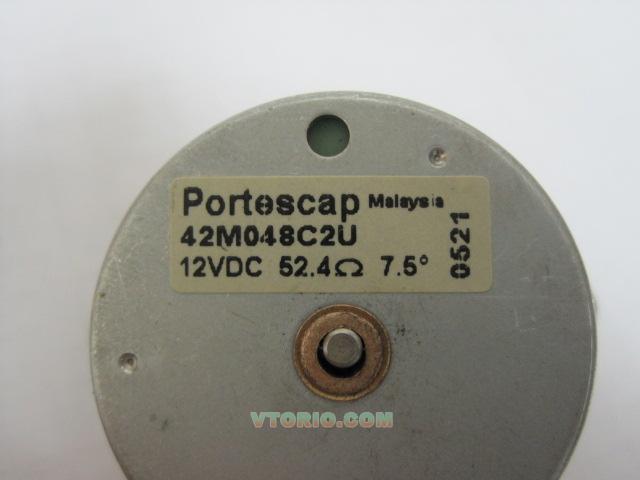 Portescap Malaysia
42M048C2U
12VDC 52.4Ω 7.5°
0521
VTORIO.COM